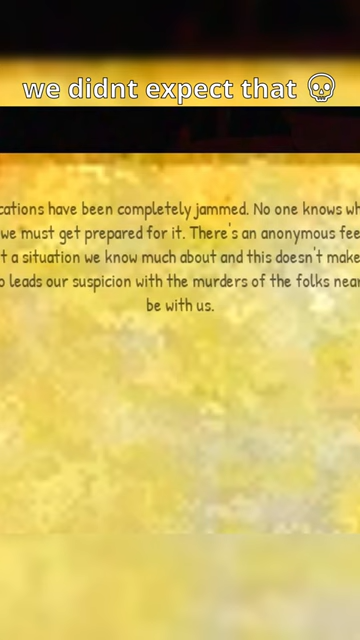 we didnt expect that 💀
cations have been completely jammed. No one knows wh
we must get prepared for it. There's an anonymous fee
t a situation we know much about and this doesn't make
o leads our suspicion with the murders of the folks near
be with us.